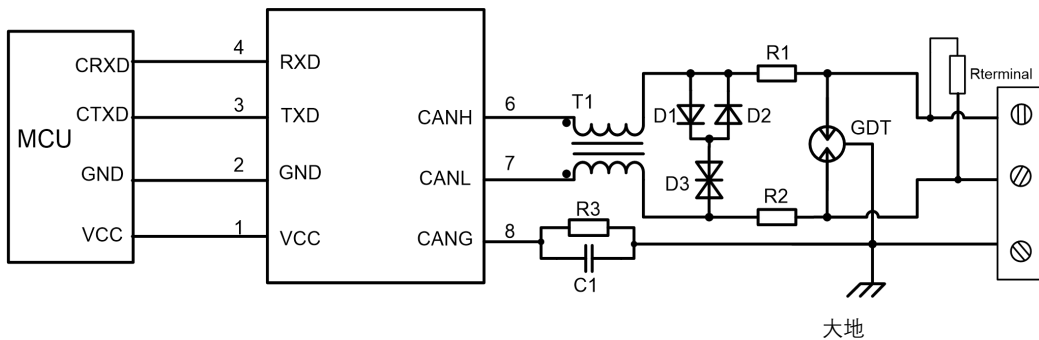 MCU
CRXD
CTXD
GND
VCC
4
3
2
1
RXD
TXD
GND
VCC
CANH
CANL
CANG
6
7
8
T1
D1
D2
D3
R1
R2
R3
C1
GDT
Rterminal
大地